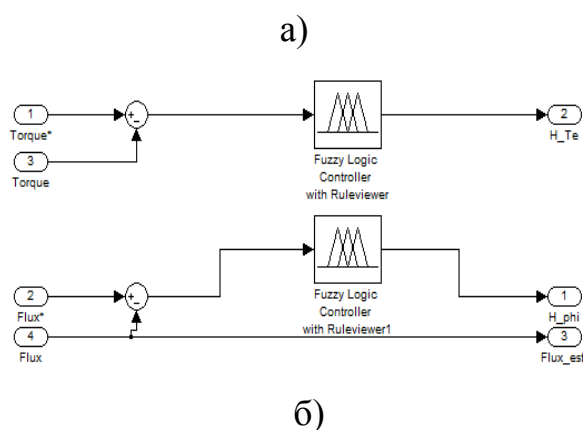 а)
1
Torque*
3
Torque
+
-
Fuzzy Logic
Controller
with Ruleviewer
2
H_Te
2
Flux*
4
Flux
+
-
Fuzzy Logic
Controller
with Ruleviewer1
1
H_phi
3
Flux_est
б)